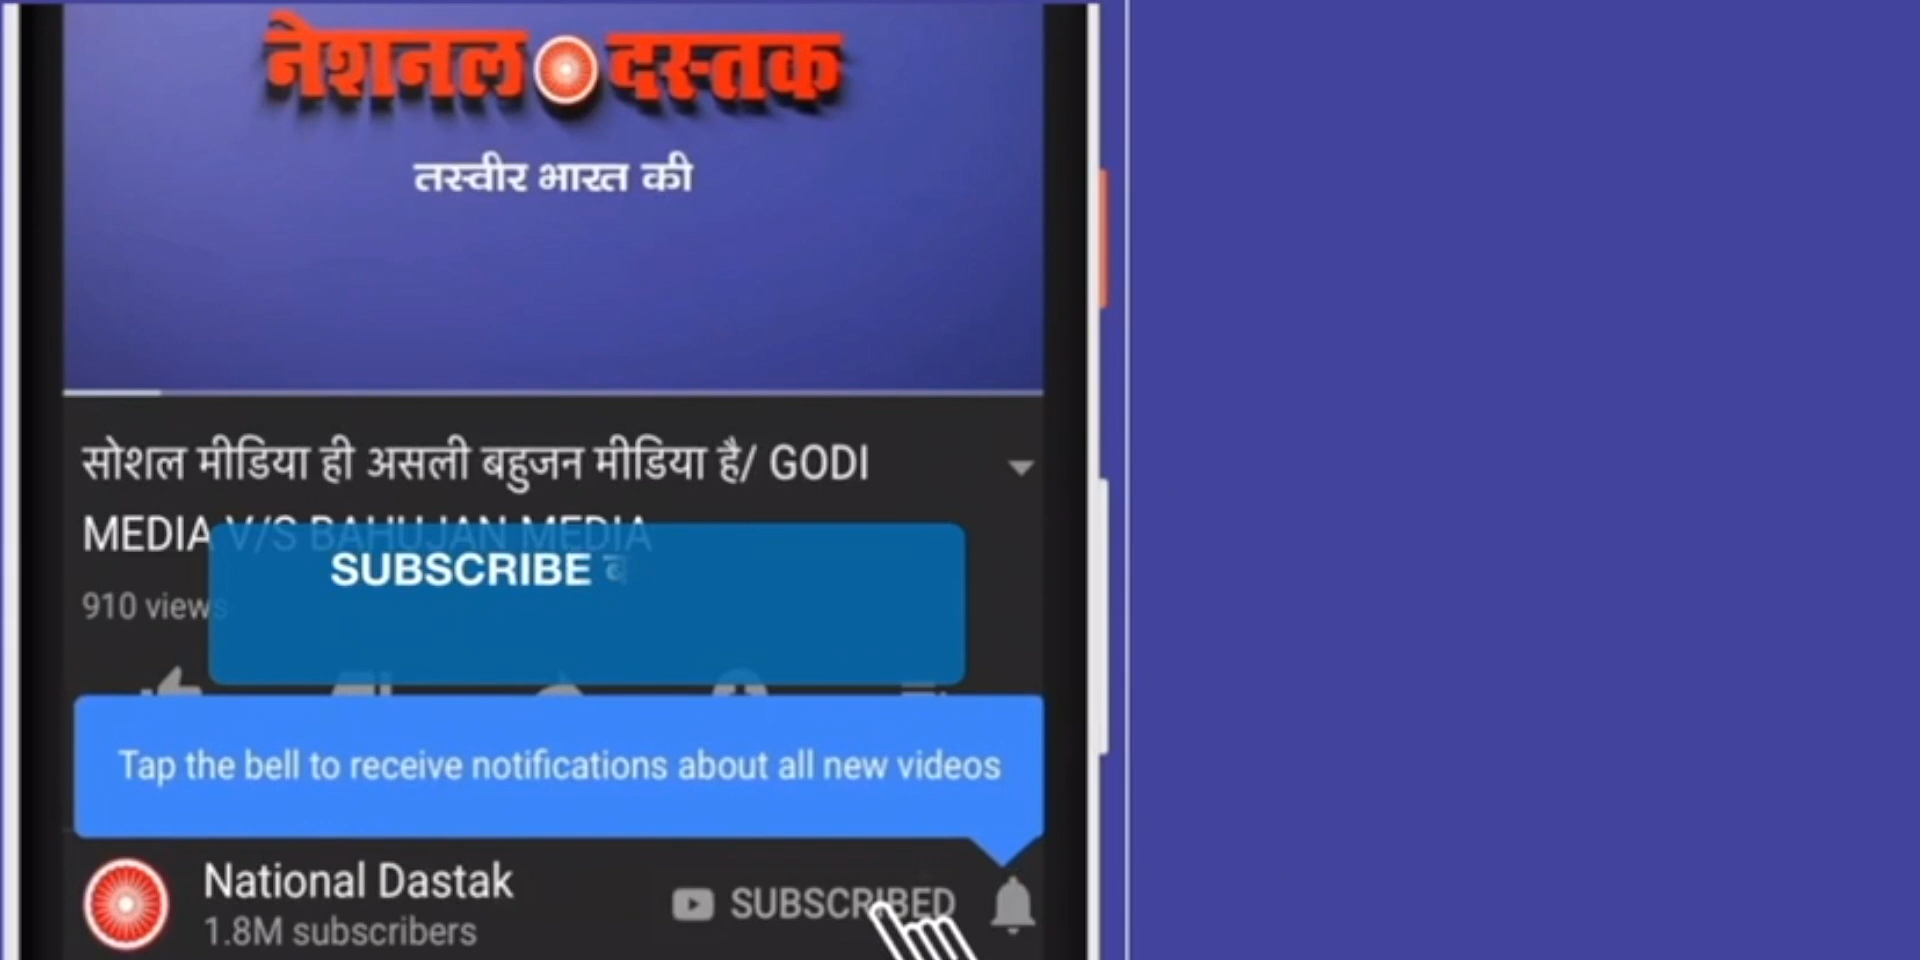 नेशनल दस्तक
तस्वीर भारत की
सोशल मीडिया ही असली बहुजन मीडिया है/ GODI
MEDIA V/S BAHUJAN MEDIA
SUBSCRIBE
910 views
Tap the bell to receive notifications about all new videos
National Dastak
SUBSCRIBED
1.8M subscribers